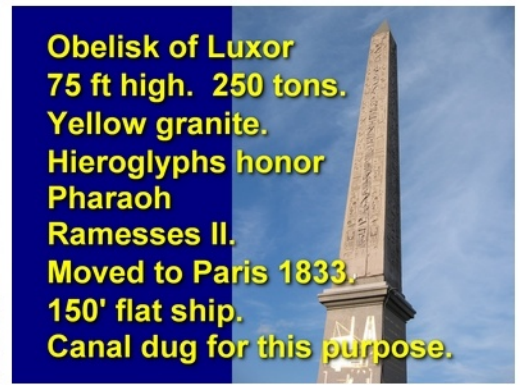 Obelisk of Luxor
75 ft high.  250 tons.
Yellow granite.
Hieroglyphs honor
Pharaoh
Ramesses II.
Moved to Paris 1833.
150' flat ship.
Canal dug for this purpose.